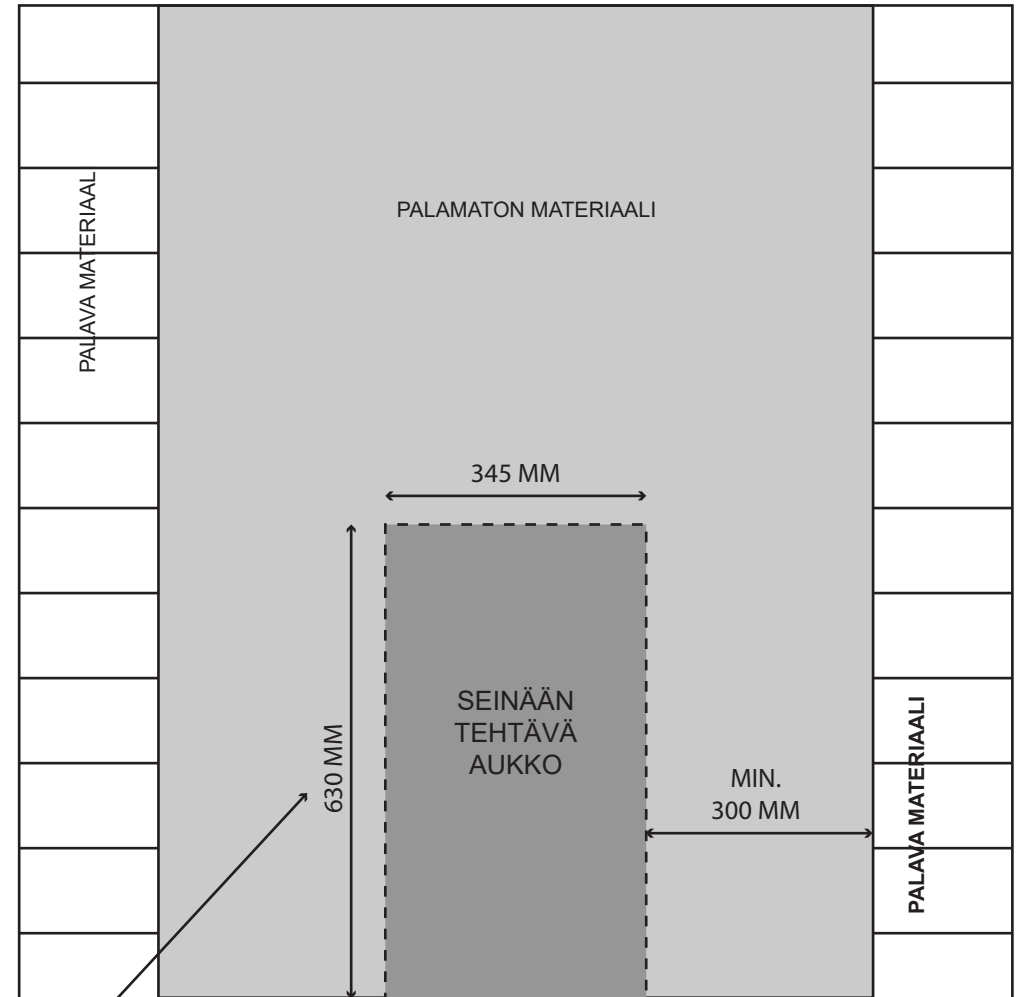 PALAVA MATERIAAL
PALAMATON MATERIAALI
345 MM
630 MM
SEINÄÄN
TEHTÄVÄ
AUKKO
MIN.
300 MM
PALAVA MATERIAALI